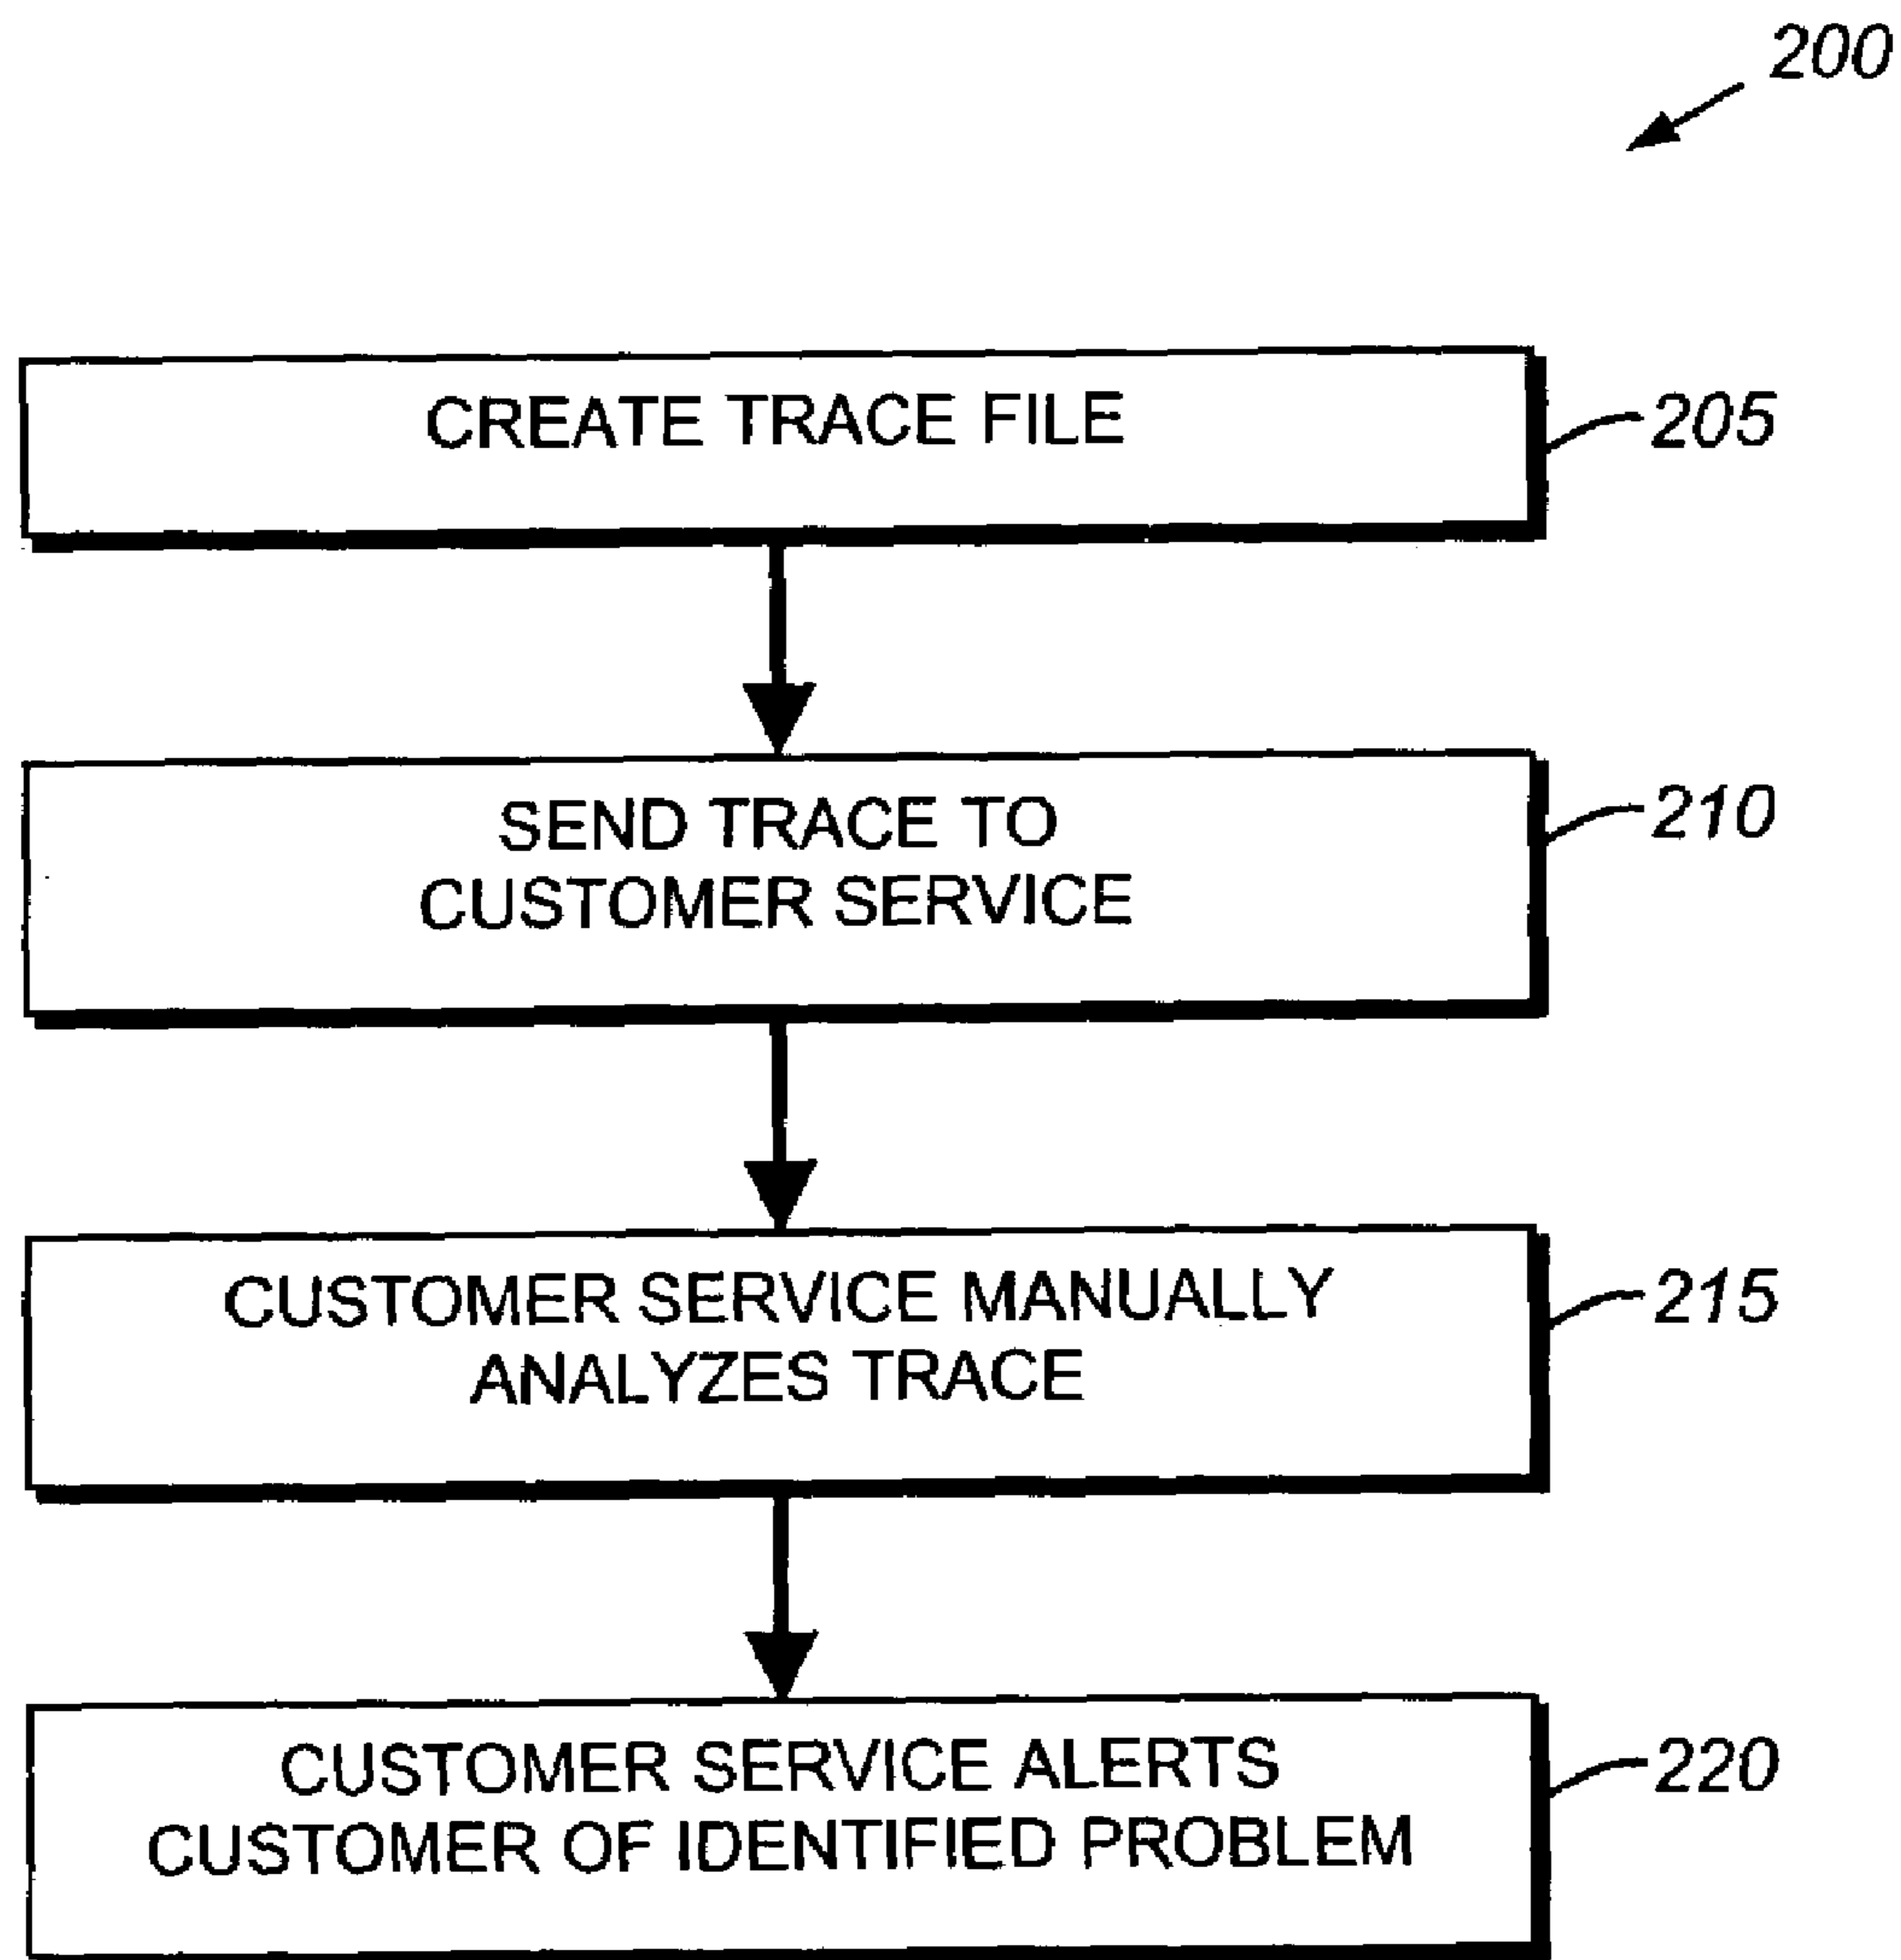 200
CREATE TRACE FILE
205
SEND TRACE TO
CUSTOMER SERVICE
210
CUSTOMER SERVICE MANUALLY
ANALYZES TRACE
215
CUSTOMER SERVICE ALERTS
CUSTOMER OF IDENTIFIED PROBLEM
220